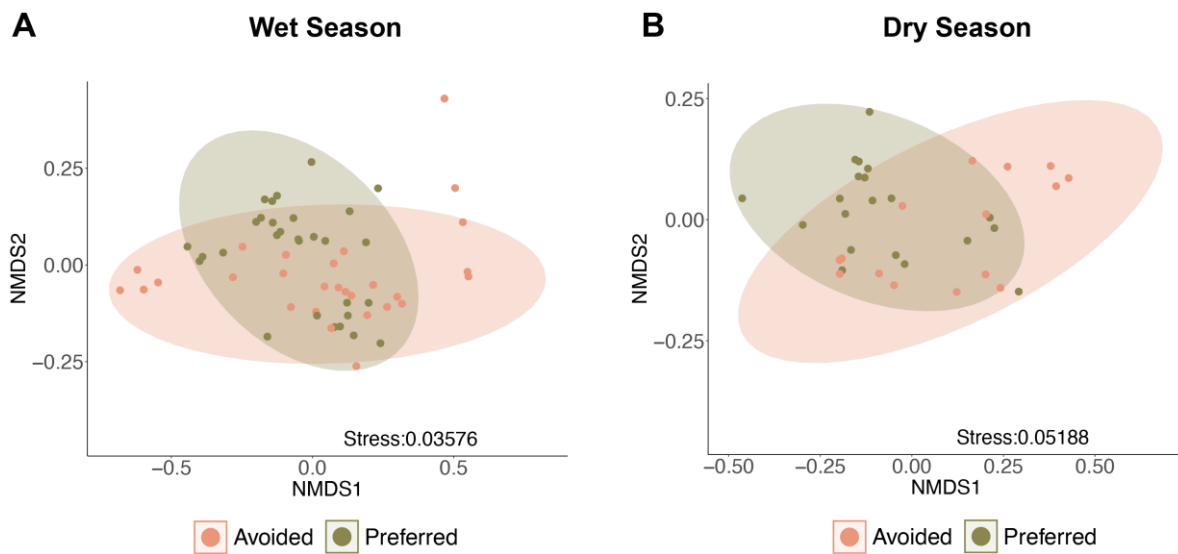 A
Wet Season
0.25
0.00
−0.25
NMDS2
Stress:0.03576
−0.5
0.0
0.5
NMDS1
Avoided
Preferred
B
Dry Season
0.25
0.00
−0.25
NMDS2
Stress:0.05188
−0.50
−0.25
0.00
0.25
0.50
NMDS1
Avoided
Preferred